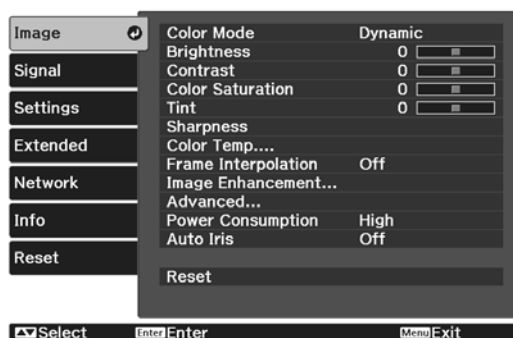 Image
Signal
Settings
Extended
Network
Info
Reset
Color Mode Dynamic
Brightness 0
Contrast 0
Color Saturation 0
Tint 0
Sharpness
Color Temp....
Frame Interpolation Off
Image Enhancement...
Advanced...
Power Consumption High
Auto Iris Off
Reset
Select Enter Enter Menu Exit